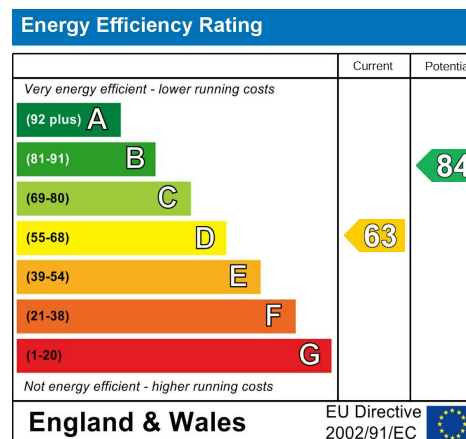 Energy Efficiency Rating
Current Potentia
Very energy efficient - lower running costs
(92 plus) A
(81-91) B
84
(69-80) C
(55-68) D
63
(39-54) E
(21-38) F
(1-20) G
Not energy efficient - higher running costs
England & Wales
EU Directive
2002/91/EC